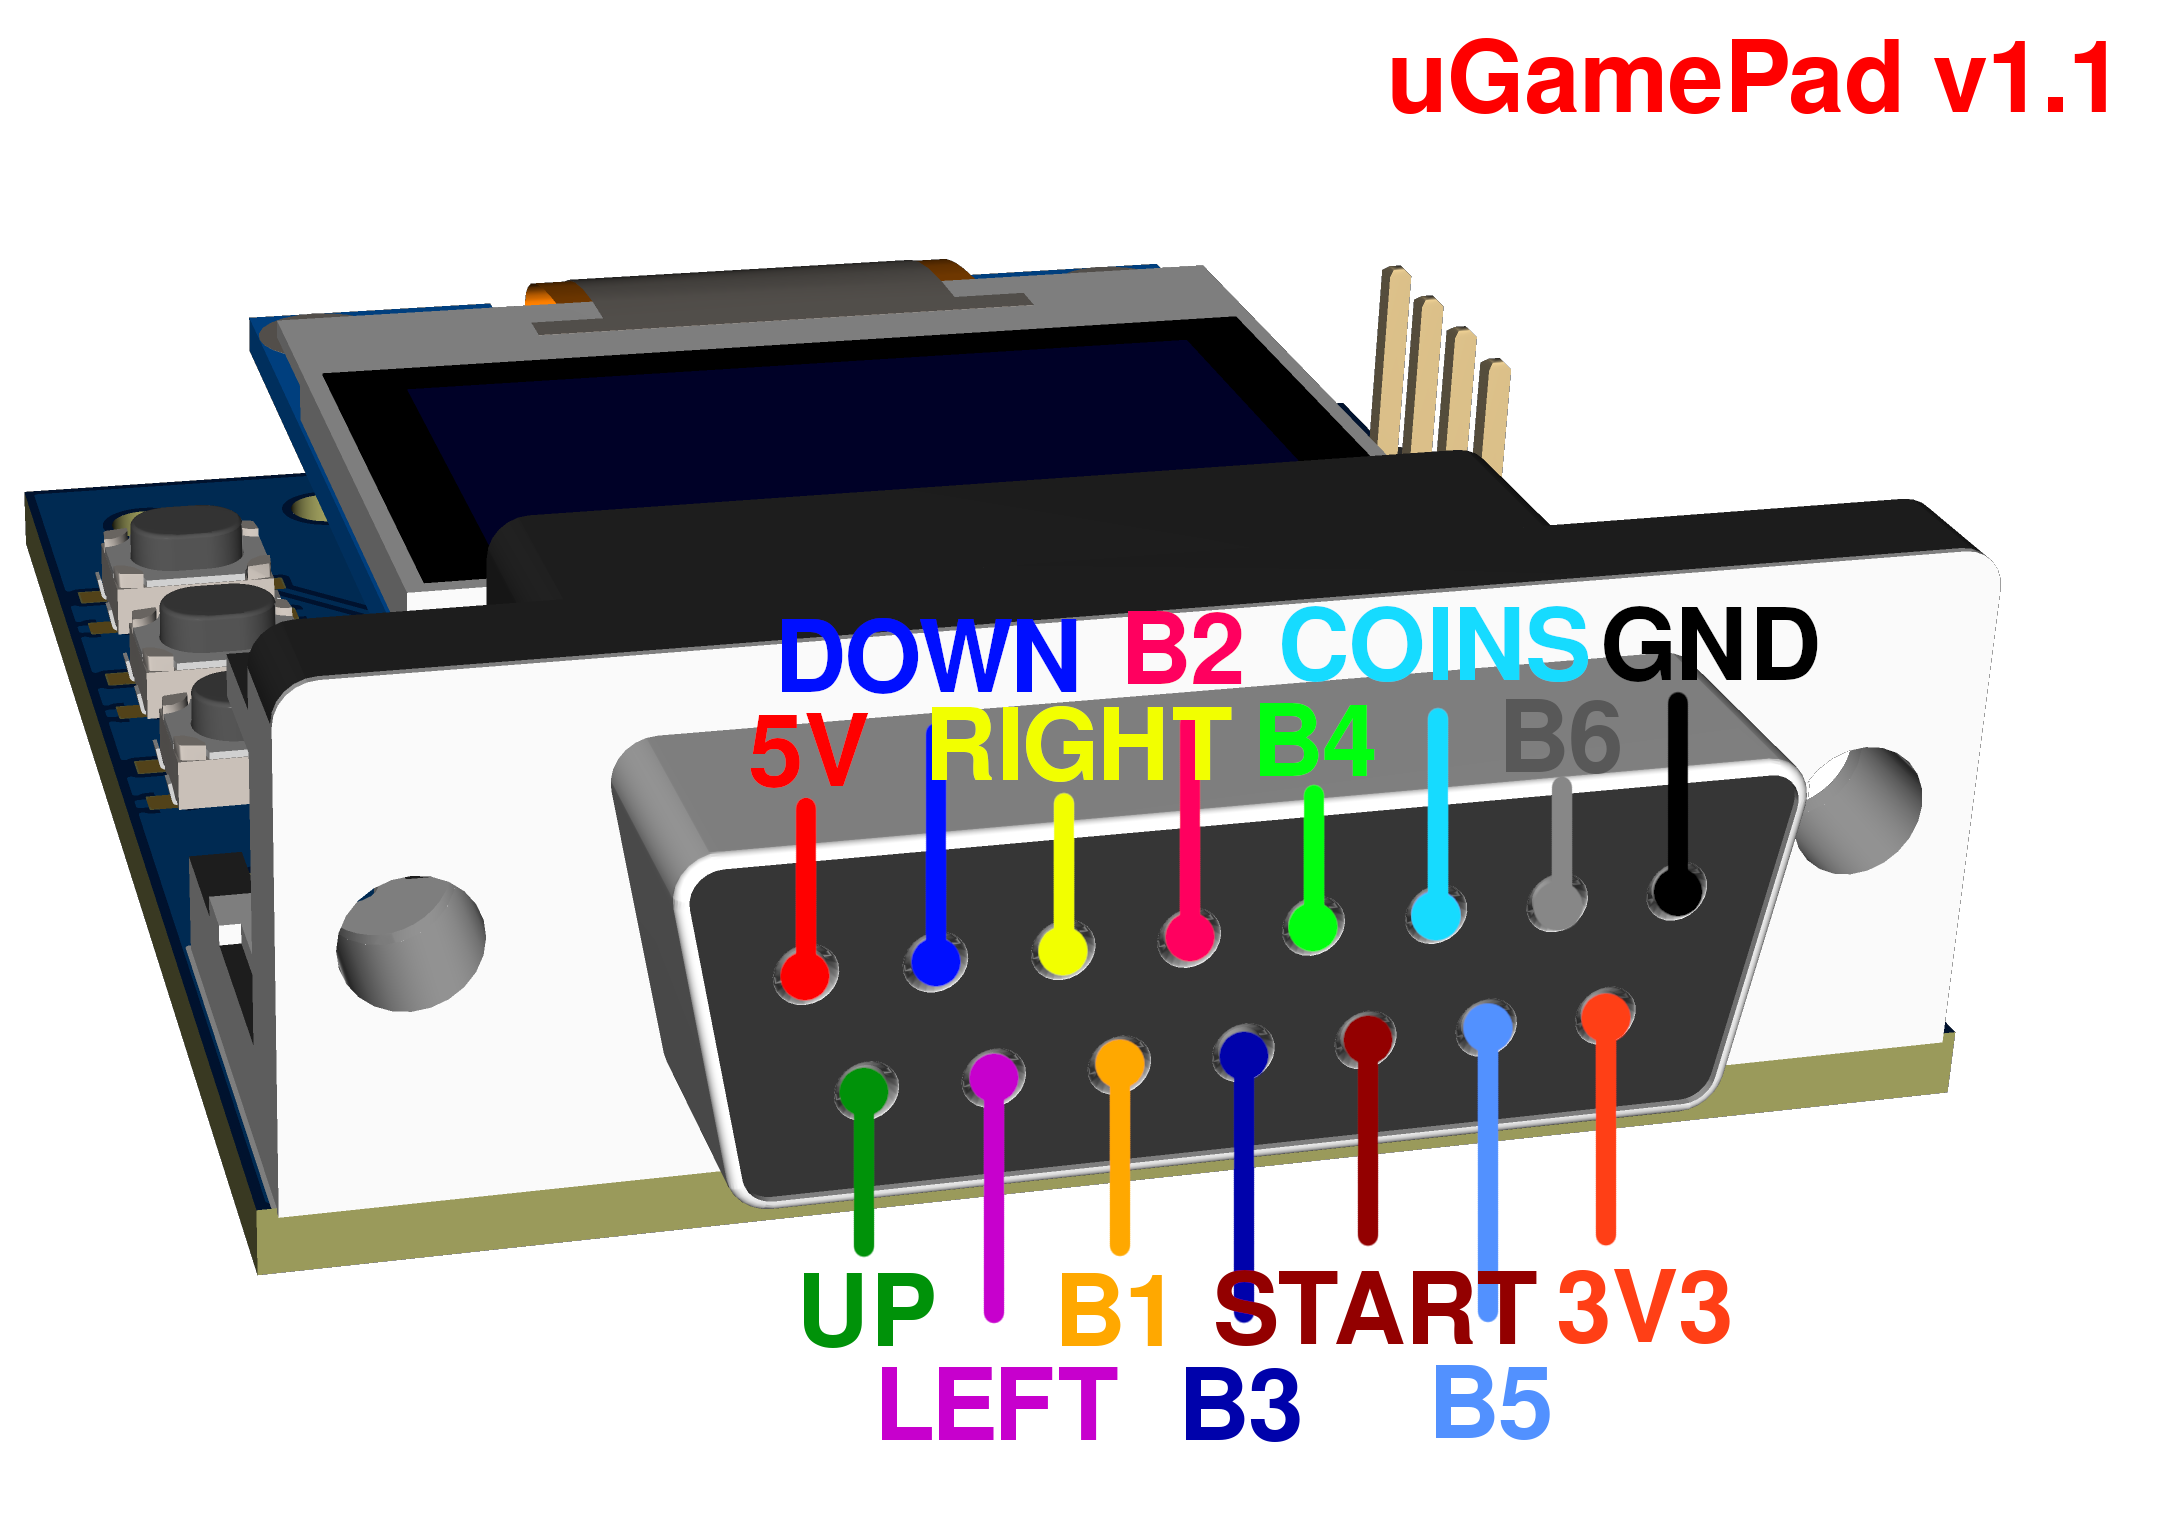 uGamePad v1.1
DOWN B2 COINS GND
5V RIGHT B4 B6
UP B1 START 3V3
LEFT B3 B5